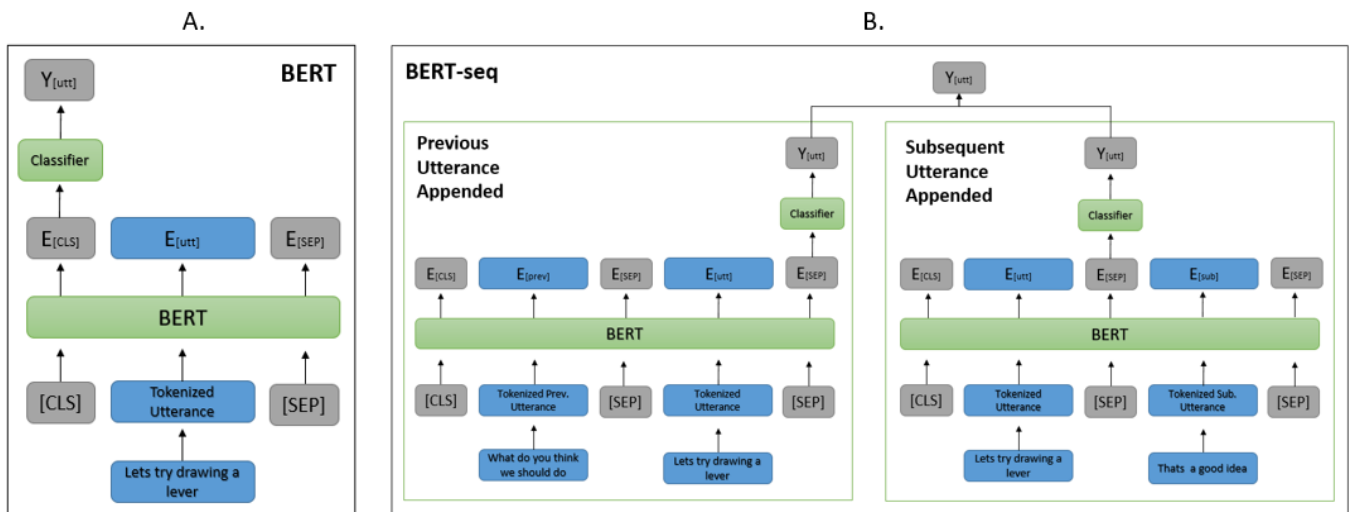 A.
BERT
Y[utt]
Classifier
E[CLS]
E[utt]
E[SEP]
BERT
[CLS]
Tokenized
Utterance
[SEP]
Lets try drawing a
lever
B.
BERT-seq
Y[utt]
Previous
Utterance
Appended
Y[utt]
Classifier
E[CLS]
E[prev]
E[SEP]
E[utt]
E[SEP]
BERT
[CLS]
Tokenized Prev.
Utterance
[SEP]
Tokenized
Utterance
[SEP]
What do you think
we should do
Lets try drawing a
lever
Subsequent
Utterance
Appended
Y[utt]
Classifier
E[CLS]
E[utt]
E[SEP]
E[sub]
E[SEP]
BERT
[CLS]
Tokenized
Utterance
[SEP]
Tokenized Sub.
Utterance
[SEP]
Lets try drawing a
lever
Thats a good idea